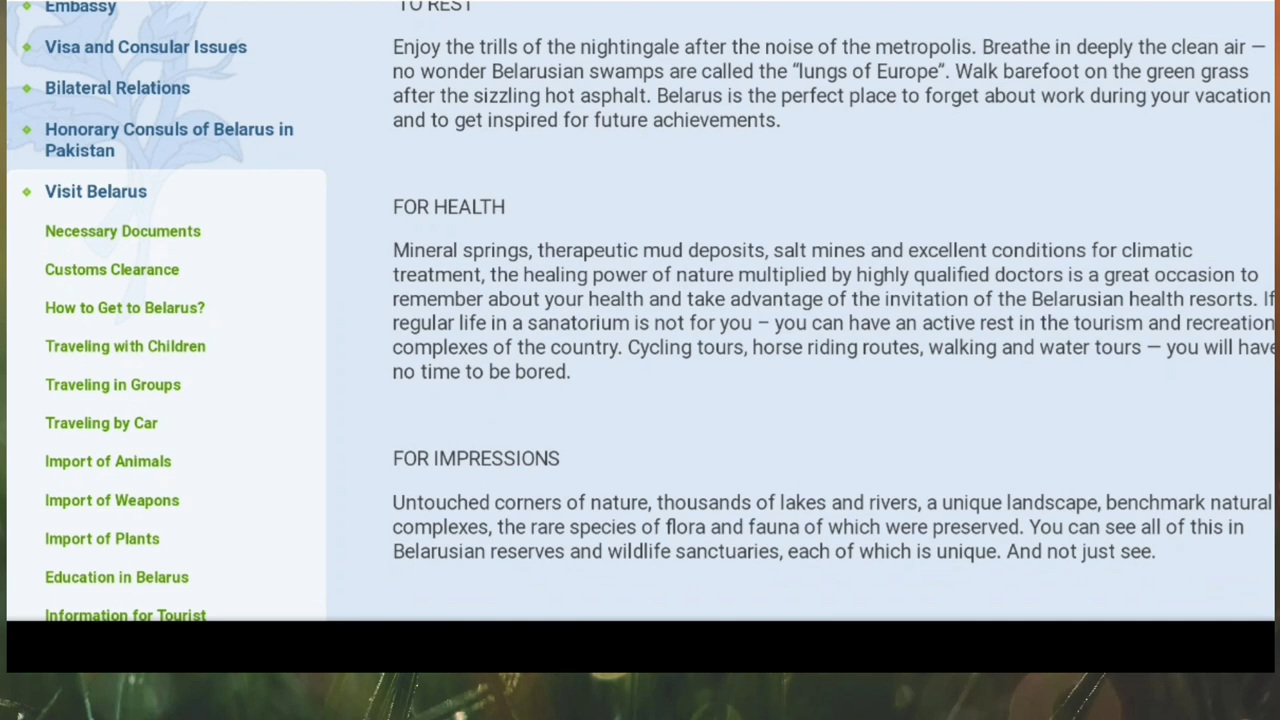 Embassy
Visa and Consular Issues
Bilateral Relations
Honorary Consuls of Belarus in
Pakistan
Visit Belarus
Necessary Documents
Customs Clearance
How to Get to Belarus?
Traveling with Children
Traveling in Groups
Traveling by Car
Import of Animals
Import of Weapons
Import of Plants
Education in Belarus
Information for Tourist
TO REST
Enjoy the trills of the nightingale after the noise of the metropolis. Breathe in deeply the clean air —
no wonder Belarusian swamps are called the “lungs of Europe”. Walk barefoot on the green grass
after the sizzling hot asphalt. Belarus is the perfect place to forget about work during your vacation
and to get inspired for future achievements.
FOR HEALTH
Mineral springs, therapeutic mud deposits, salt mines and excellent conditions for climatic
treatment, the healing power of nature multiplied by highly qualified doctors is a great occasion to
remember about your health and take advantage of the invitation of the Belarusian health resorts. If
regular life in a sanatorium is not for you – you can have an active rest in the tourism and recreation
complexes of the country. Cycling tours, horse riding routes, walking and water tours — you will have
no time to be bored.
FOR IMPRESSIONS
Untouched corners of nature, thousands of lakes and rivers, a unique landscape, benchmark natural
complexes, the rare species of flora and fauna of which were preserved. You can see all of this in
Belarusian reserves and wildlife sanctuaries, each of which is unique. And not just see.